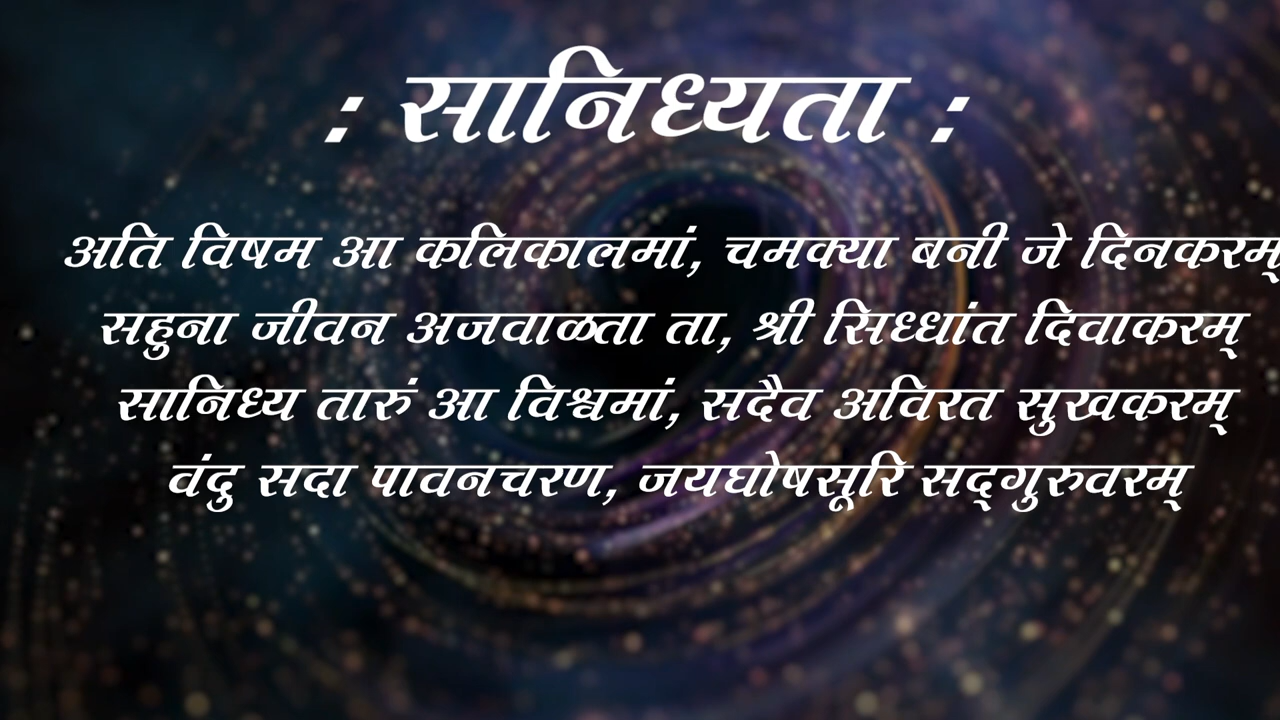 : सानिध्यता :
अति विषम आ कलिकालमां, चमक्या बनी जे दिनकरम्
सहुना जीवन अजवाळता ता, श्री सिध्धांत दिवाकरम्
सानिध्य तारुं आ विश्वमां, सदैव अविरत सुखकरम्
वंदु सदा पावनचरण, जयघोषसूरि सद्‌गुरुवरम्